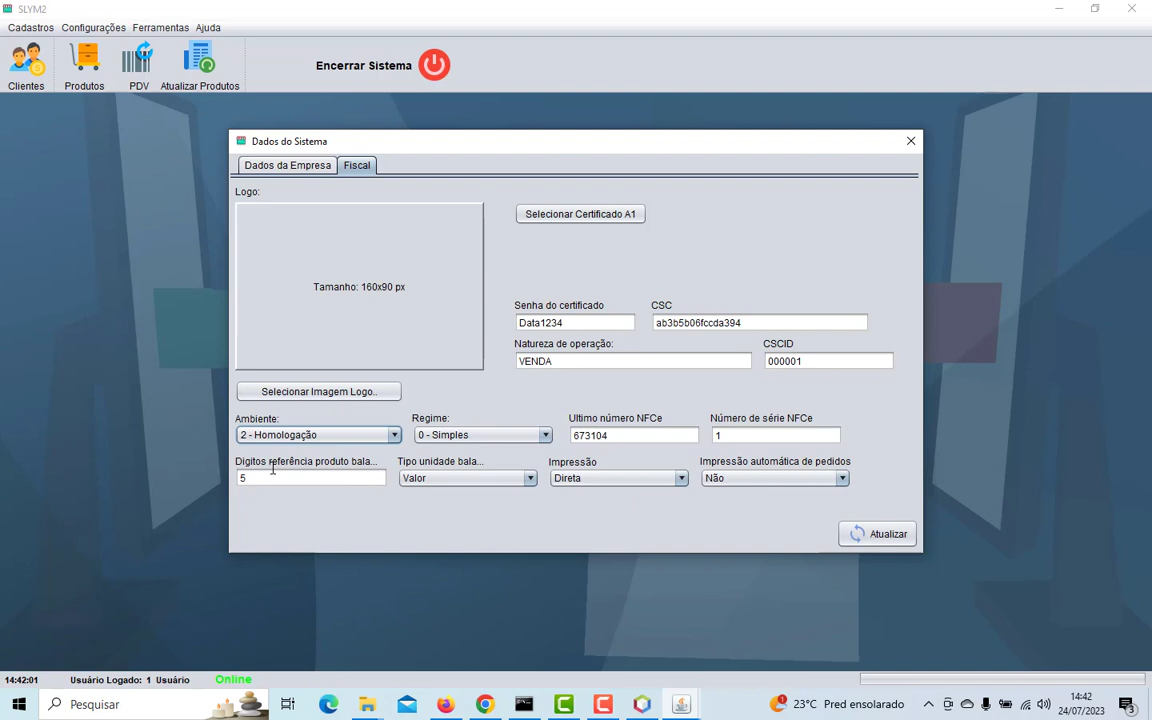 SLYM2
Cadastros Configurações Ferramentas Ajuda
Clientes Produtos PDV Atualizar Produtos
Encerrar Sistema
Dados do Sistema
Dados da Empresa Fiscal
Logo:
Tamanho: 160x90 px
Selecionar Certificado A1
Senha do certificado CSC
Data1234 ab3b5b06fccda394
Natureza de operação: CSCID
VENDA 000001
Selecionar Imagem Logo..
Ambiente: Regime: Ultimo número NFCe Número de série NFCe
2 - Homologação 0 - Simples 673104 1
Digitos referência produto bala... Tipo unidade bala... Impressão Impressão automática de pedidos
5 Valor Direta Não
Atualizar
14:42:01 Usuário Logado: 1 Usuário Online
Pesquisar
1 23°C Pred ensolarado
14:42
24/07/2023
3